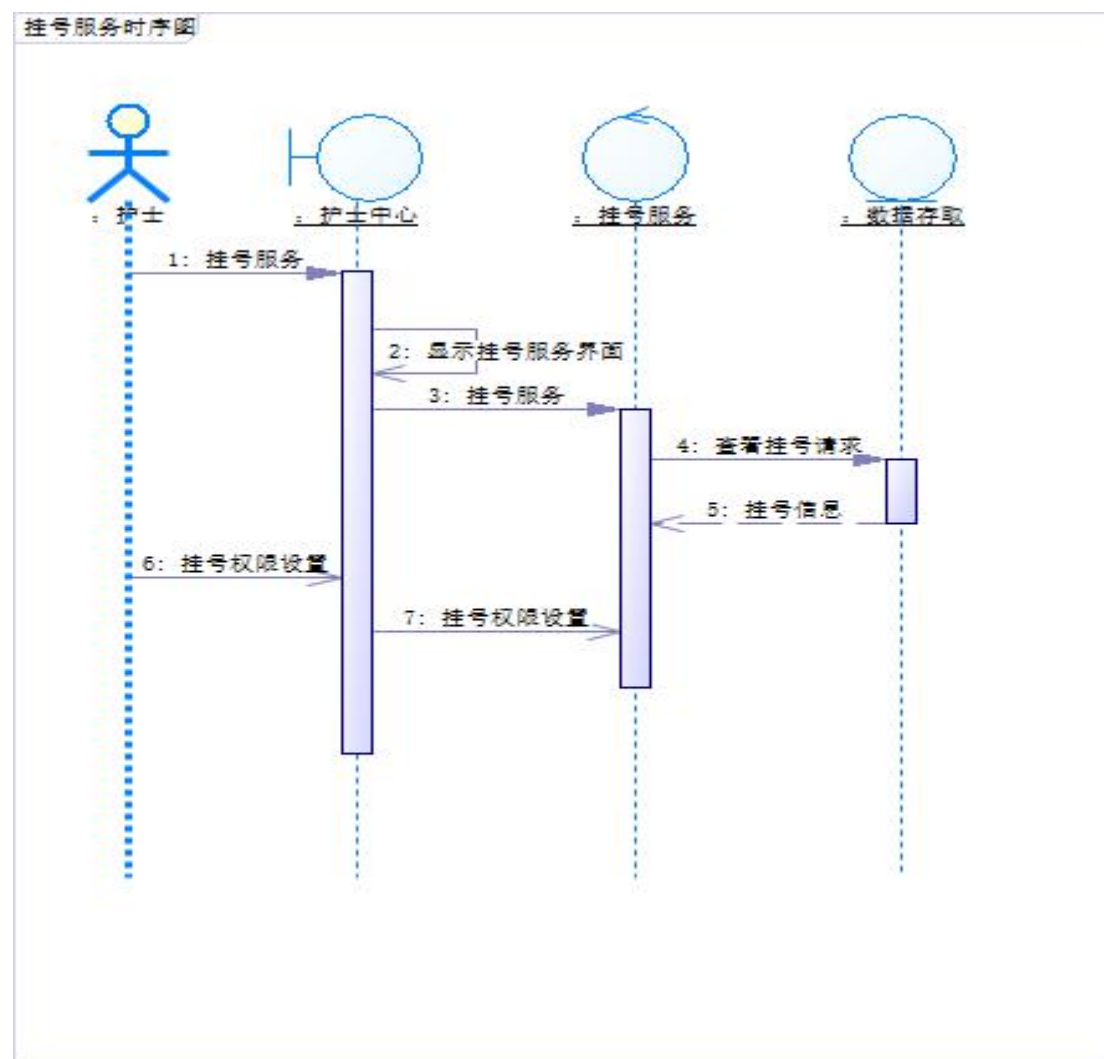 挂号服务时序图
: 护士
: 护士中心
: 挂号服务
: 数据存取
1: 挂号服务
2: 显示挂号服务界面
3: 挂号服务
4: 查看挂号请求
5: 挂号信息
6: 挂号权限设置
7: 挂号权限设置